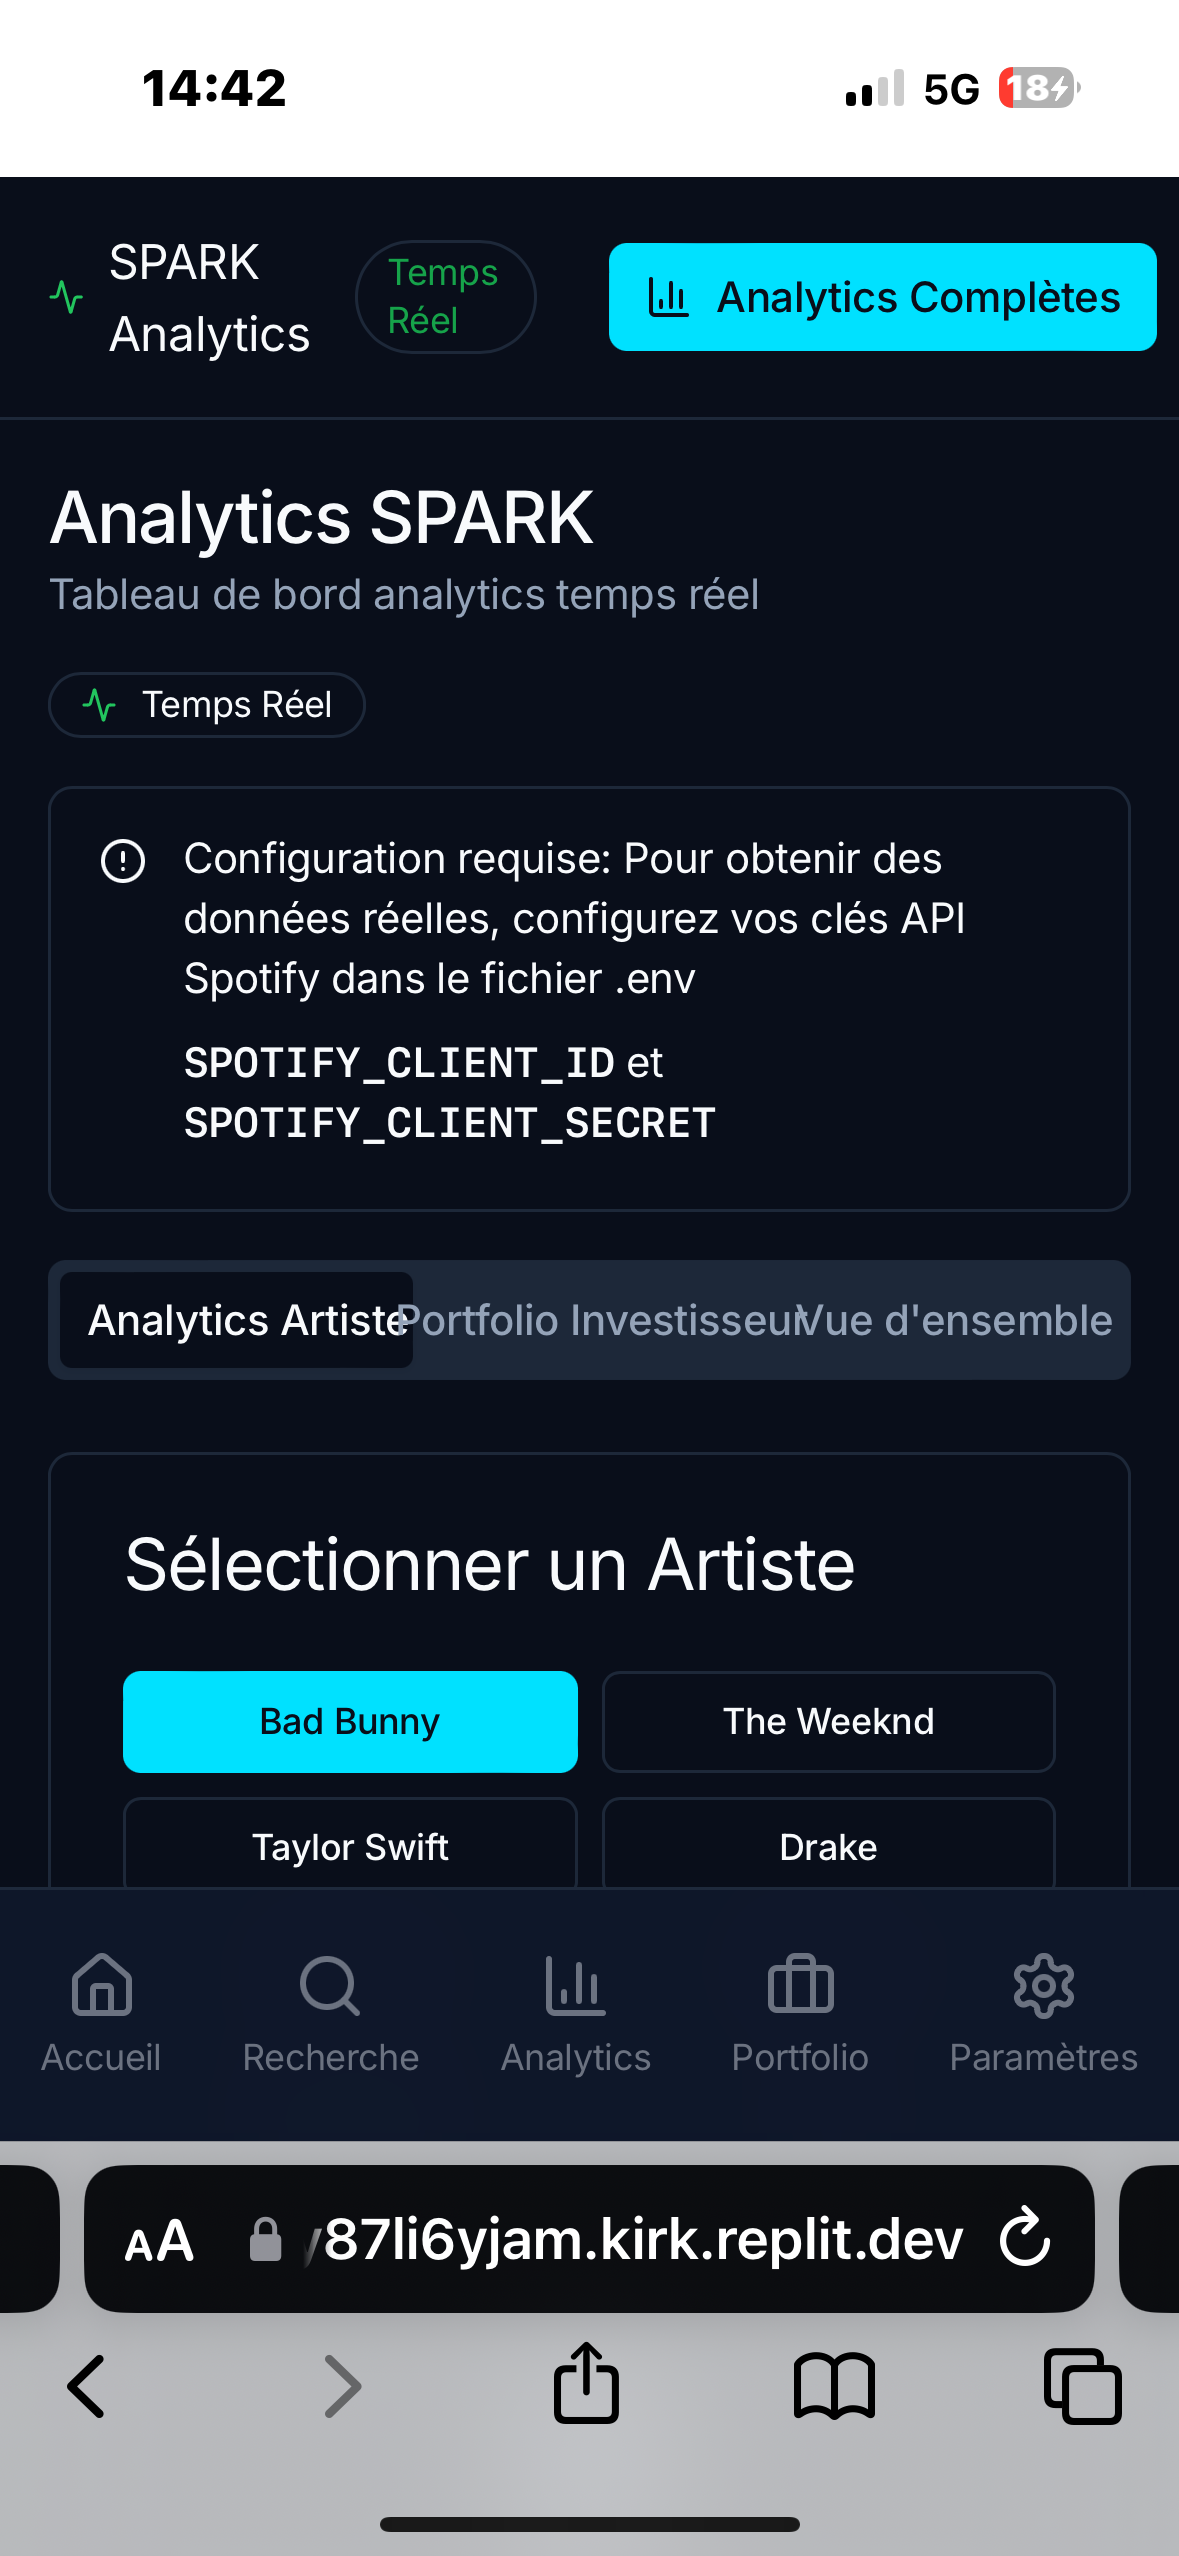 14:42
5G
18
SPARK
Analytics
Temps
Réel
Analytics Complètes
Analytics SPARK
Tableau de bord analytics temps réel
Temps Réel
Configuration requise: Pour obtenir des
données réelles, configurez vos clés API
Spotify dans le fichier .env
SPOTIFY_CLIENT_ID et
SPOTIFY_CLIENT_SECRET
Analytics Artiste Portfolio Investisseur Vue d'ensemble
Sélectionner un Artiste
Bad Bunny
The Weeknd
Taylor Swift
Drake
Accueil
Recherche
Analytics
Portfolio
Paramètres
AA
87li6yjam.kirk.replit.dev